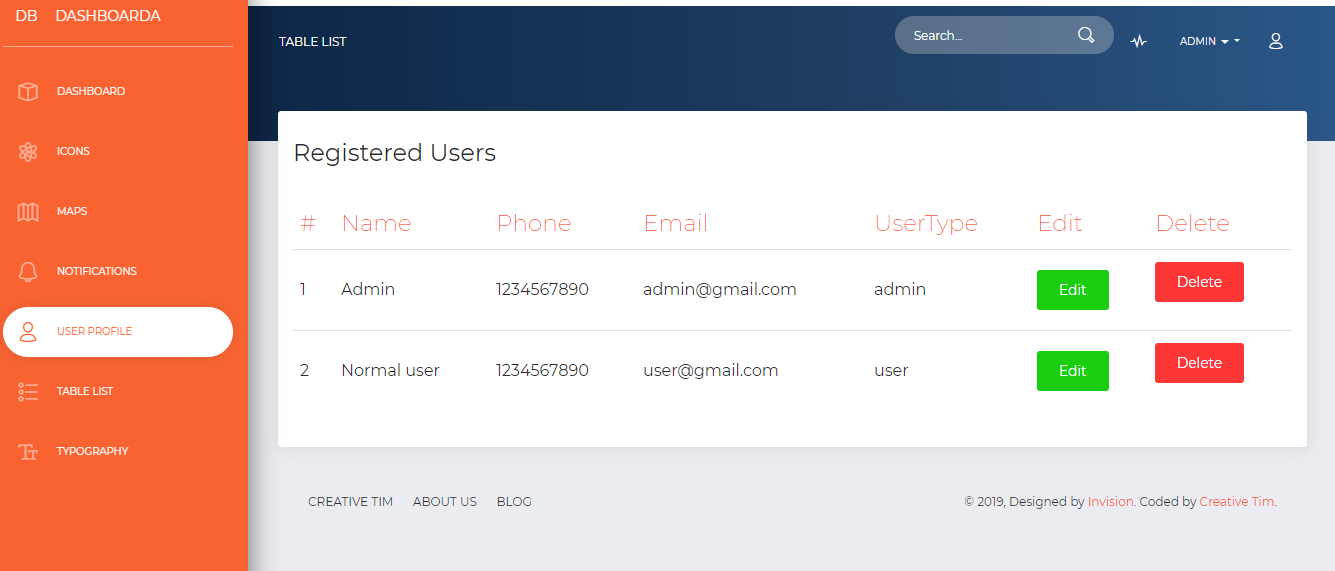 DB DASHBOARDA
TABLE LIST
Search...
ADMIN
DASHBOARD
ICONS
MAPS
NOTIFICATIONS
USER PROFILE
TABLE LIST
TYPOGRAPHY
Registered Users
# Name Phone Email UserType Edit Delete
1 Admin 1234567890 admin@gmail.com admin Edit Delete
2 Normal user 1234567890 user@gmail.com user Edit Delete
CREATIVE TIM ABOUT US BLOG
© 2019, Designed by Invision. Coded by Creative Tim.